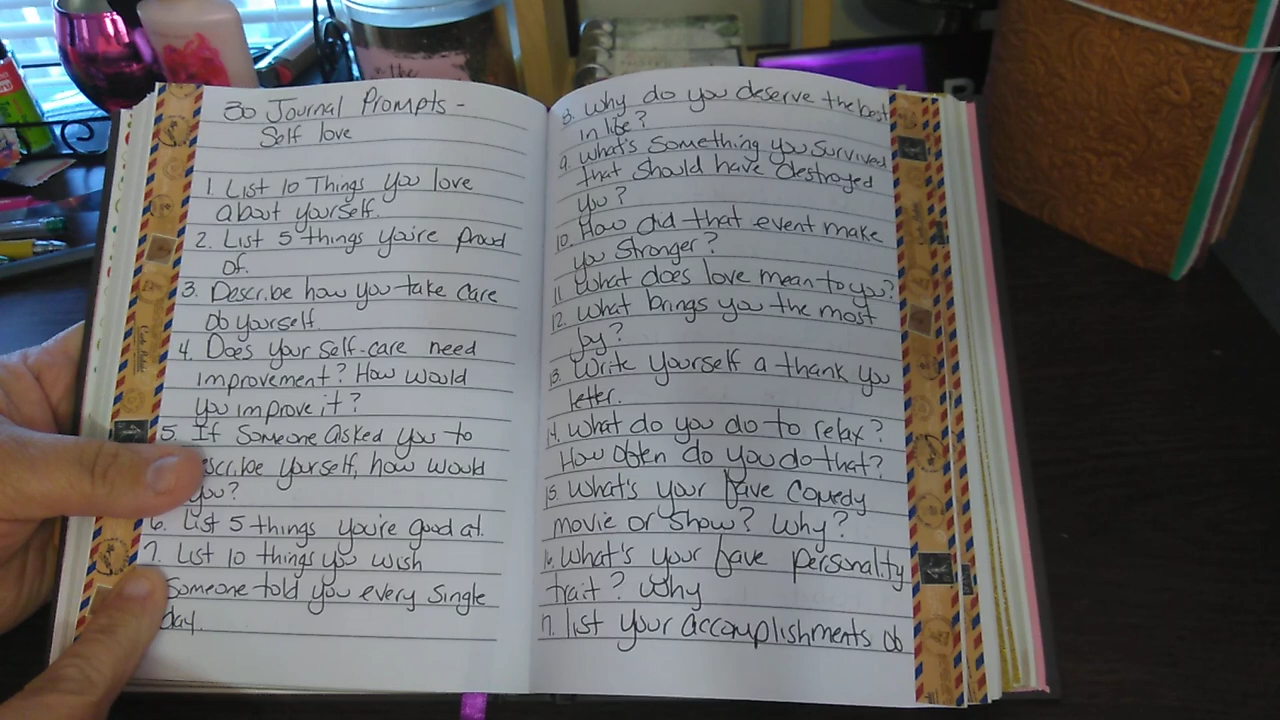 30 Journal Prompts -
Self love
1. List 10 Things you love
about yourself.
2. List 5 things you're proud
of.
3. Describe how you take care
of yourself.
4. Does your self-care need
improvement? How would
you improve it?
5. If someone asked you to
escribe yourself, how would
you?
6. List 5 things you're good at.
7. List 10 things you wish
Someone told you every single
day.
8. Why do you deserve the best
in life?
9. What's something you survived
that should have destroyed
you?
10. How did that event make
you stronger?
11. What does love mean to you?
12. What brings you the most
joy?
13. Write yourself a thank you
letter.
14. What do you do to relax?
How often do you do that?
15. What's your fave comedy
movie or show? Why?
16. What's your fave personality
trait? Why
17. list your accomplishments of
in the